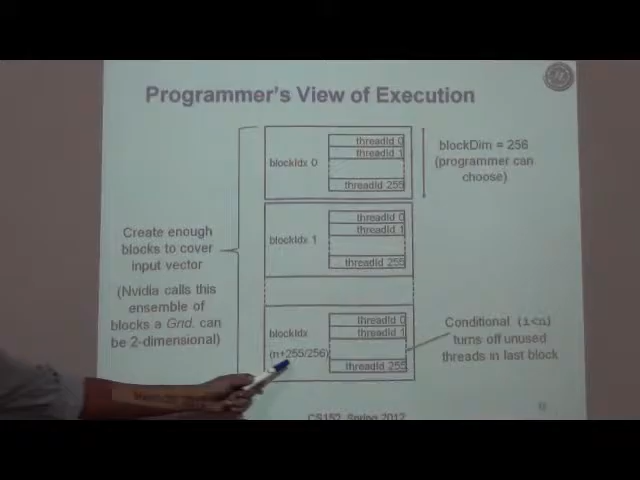 Programmer's View of Execution
blockIdx 0
threadId 0
threadId 1
threadId 255
blockDim = 256
(programmer can
choose)
Create enough
blocks to cover
input vector
(Nvidia calls this
ensemble of
blocks a Grid, can
be 2-dimensional)
blockIdx 1
threadId 0
threadId 1
threadId 255
blockIdx
(n+255/256)
threadId 0
threadId 1
threadId 255
Conditional (i<n)
turns off unused
threads in last block
CS152, Spring 2012